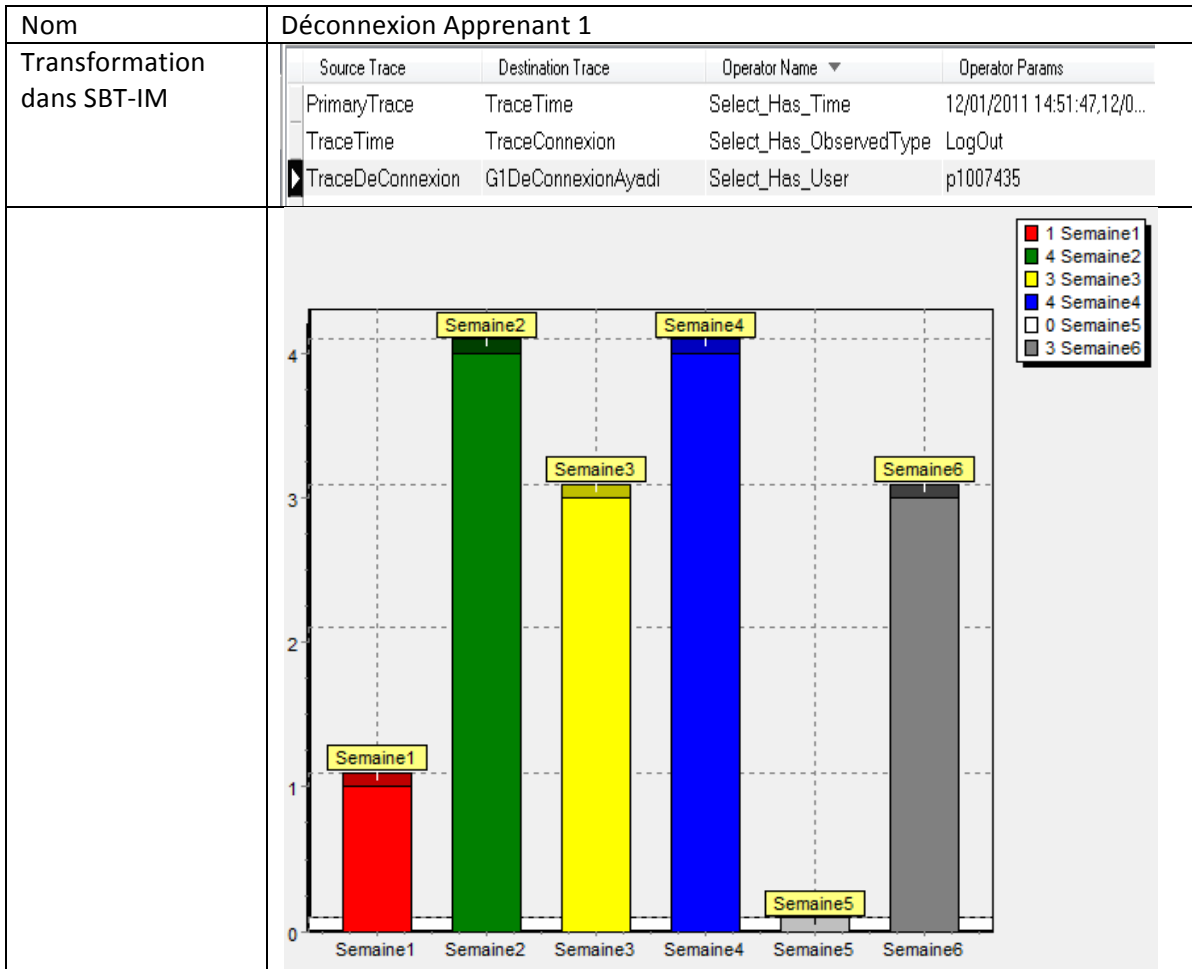 Nom Déconnexion Apprenant 1
Transformation
dans SBT-IM
Source Trace Destination Trace Operator Name Operator Params
PrimaryTrace TraceTime Select_Has_Time 12/01/2011 14:51:47,12/0...
TraceTime TraceConnexion Select_Has_ObservedType LogOut
TraceDeConnexion G1DeConnexionAyadi Select_Has_User p1007435
1 Semaine1
4 Semaine2
3 Semaine3
4 Semaine4
0 Semaine5
3 Semaine6
Semaine2 Semaine4
4
Semaine3 Semaine6
3
2
Semaine1
1
Semaine5
0
Semaine1 Semaine2 Semaine3 Semaine4 Semaine5 Semaine6